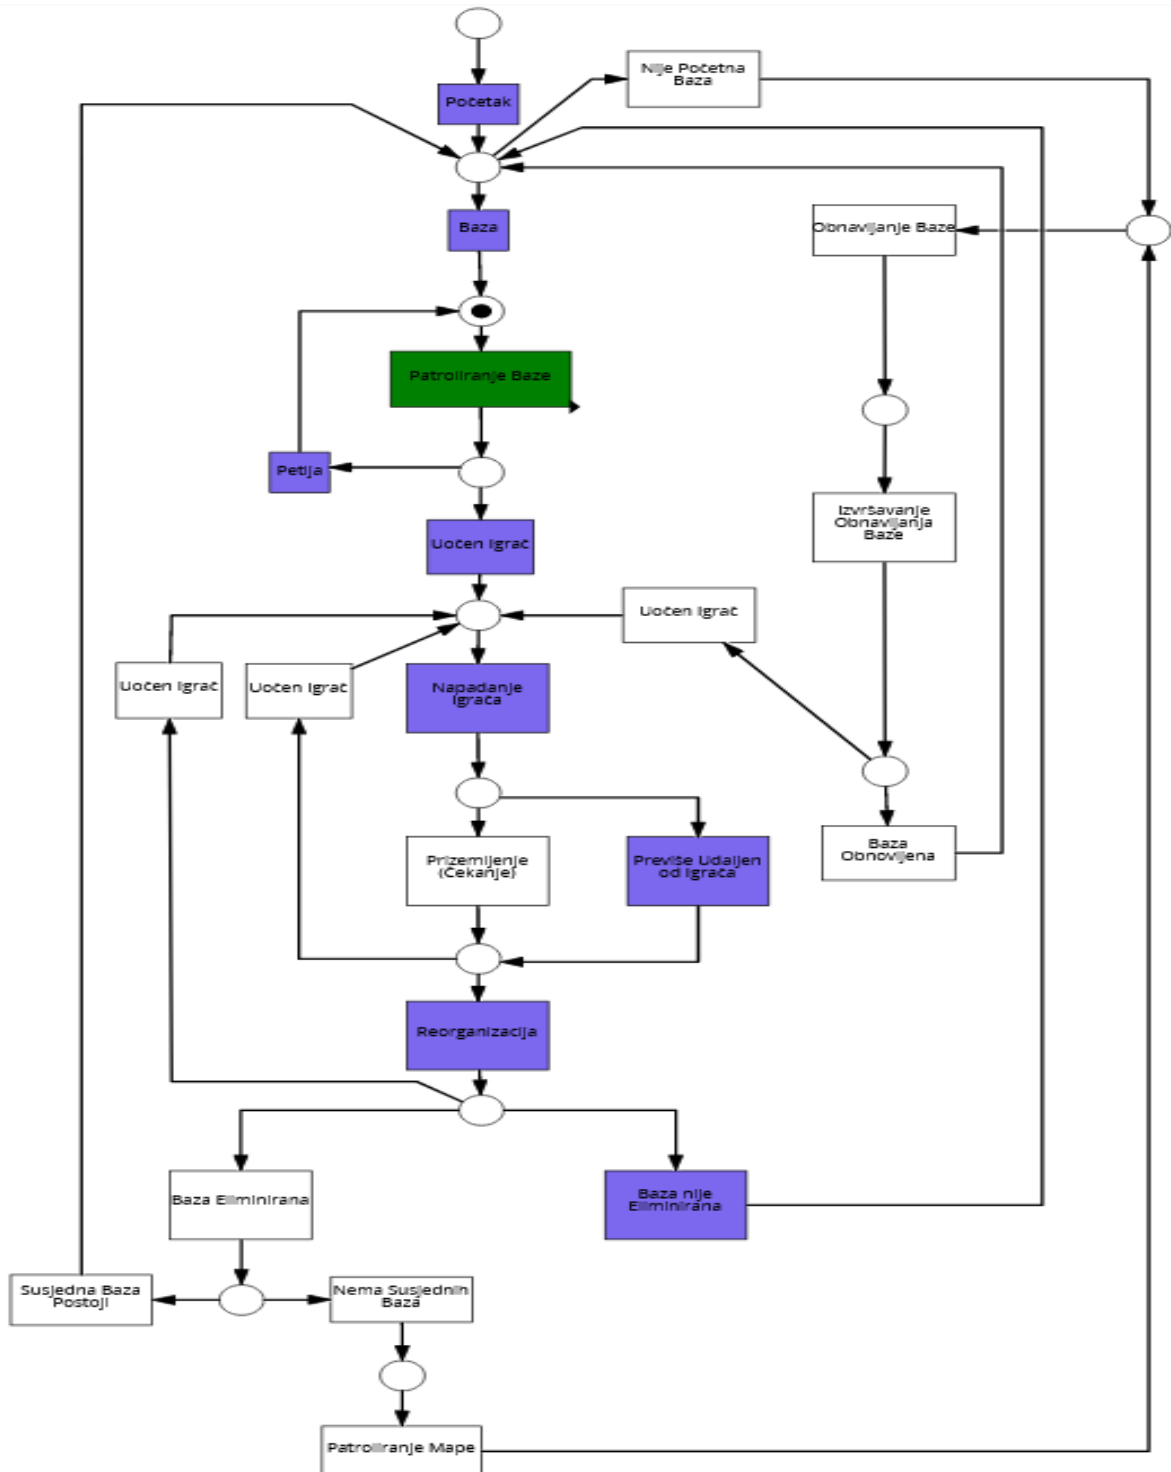 Nije Početna
Baza
Početak
Baza
Obnavljanje Baze
Patroliranje Baze
Petlja
Izvršavanje
Obnavljanja
Baze
Uočen Igrač
Uočen Igrač
Uočen Igrač
Uočen Igrač
Napadanje
Igrača
Prizemljenje
(Čekanje)
Previše Udaljen
od Igrača
Baza
Obnovljena
Reorganizacija
Baza Eliminirana
Baza nije
Eliminirana
Susjedna Baza
Postoji
Nema Susjednih
Baza
Patroliranje Mape